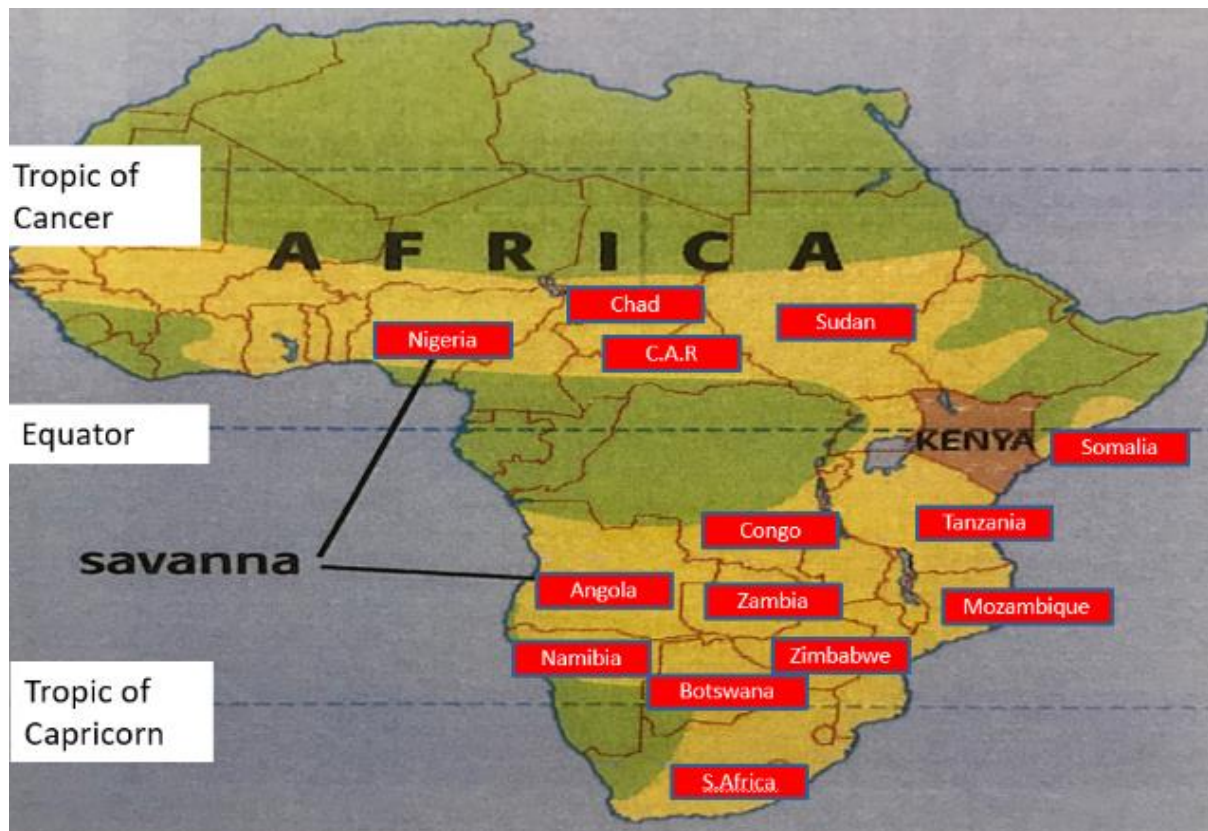 Tropic of
Cancer
AFRICA
Chad
Sudan
Nigeria
C.A.R
Equator
KENYA
Somalia
Congo
Tanzania
savanna
Angola
Zambia
Mozambique
Namibia
Zimbabwe
Tropic of
Capricorn
Botswana
S.Africa